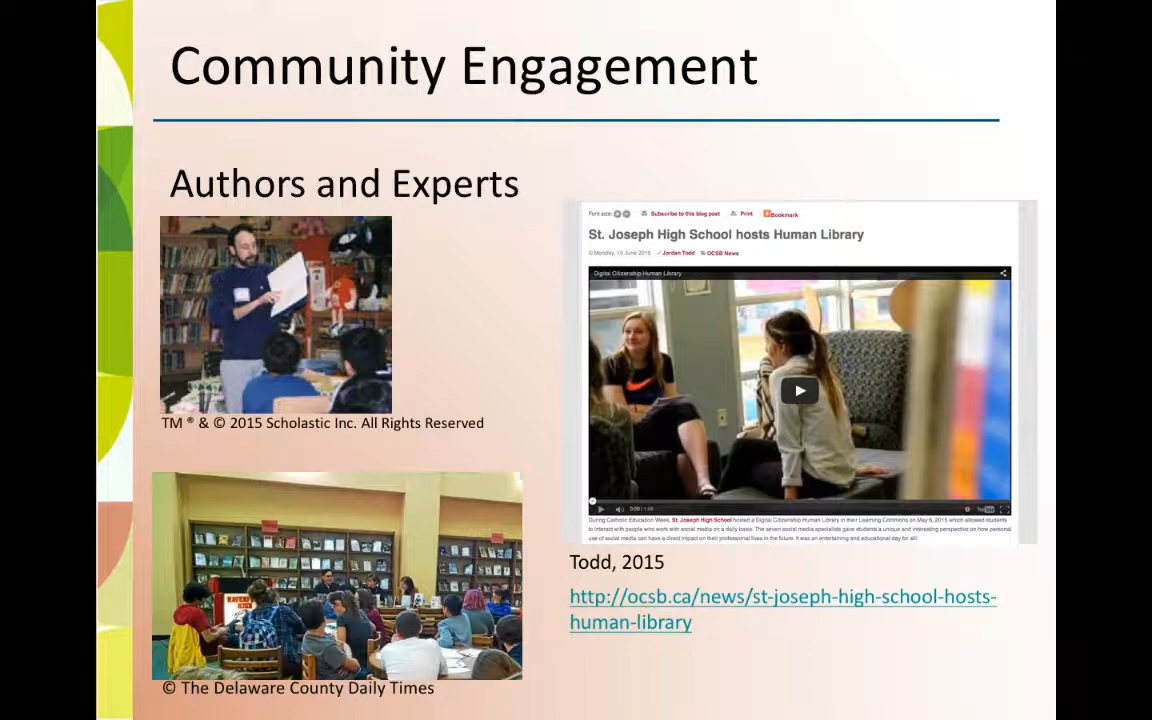 Community Engagement
Authors and Experts
TM ® & © 2015 Scholastic Inc. All Rights Reserved
© The Delaware County Daily Times
Font size:
Subscribe to this blog post
Print
Bookmark
St. Joseph High School hosts Human Library
Monday, 15 June 2015
Jordan Todd
OCSB News
Digital Citizenship Human Library
During Catholic Education Week, St. Joseph High School hosted a Digital Citizenship Human Library in their Learning Commons on May 6, 2015 which allowed students
to interact with people who work with social media on a daily basis. The seven social media specialists gave students a unique and interesting perspective on how personal
use of social media can have a direct impact on their professional lives in the future. It was an entertaining and educational day for all!
Todd, 2015
http://ocsb.ca/news/st-joseph-high-school-hosts-
human-library